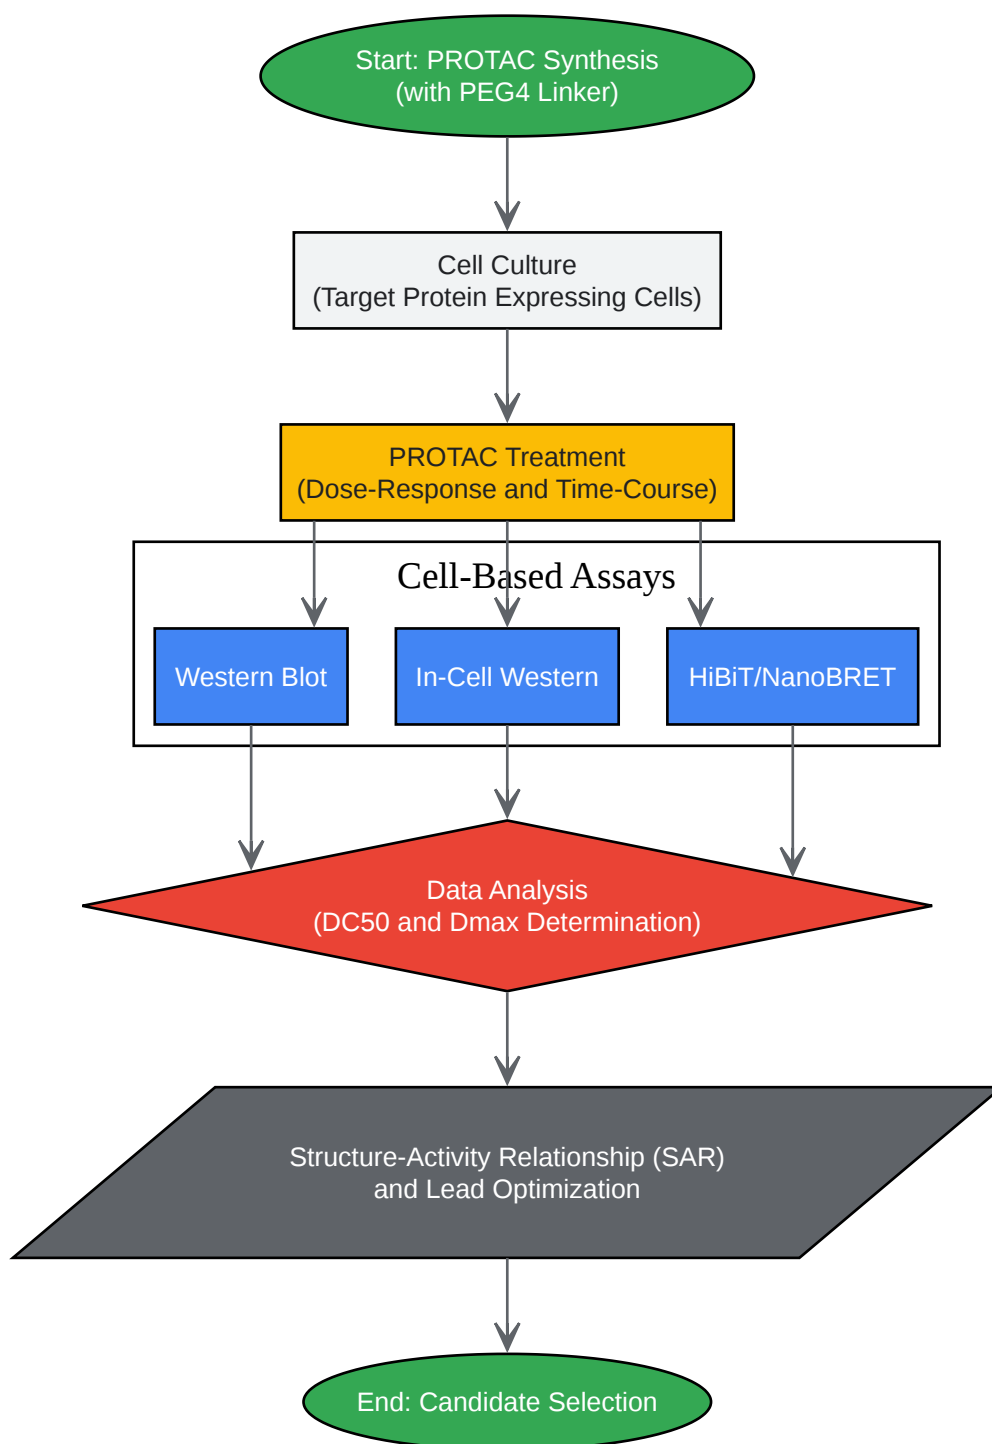 Start: PROTAC Synthesis
(with PEG4 Linker)
Cell Culture
(Target Protein Expressing Cells)
PROTAC Treatment
(Dose-Response and Time-Course)
Cell-Based Assays
Western Blot
In-Cell Western
HiBiT/NanoBRET
Data Analysis
(DC50 and Dmax Determination)
Structure-Activity Relationship (SAR)
and Lead Optimization
End: Candidate Selection